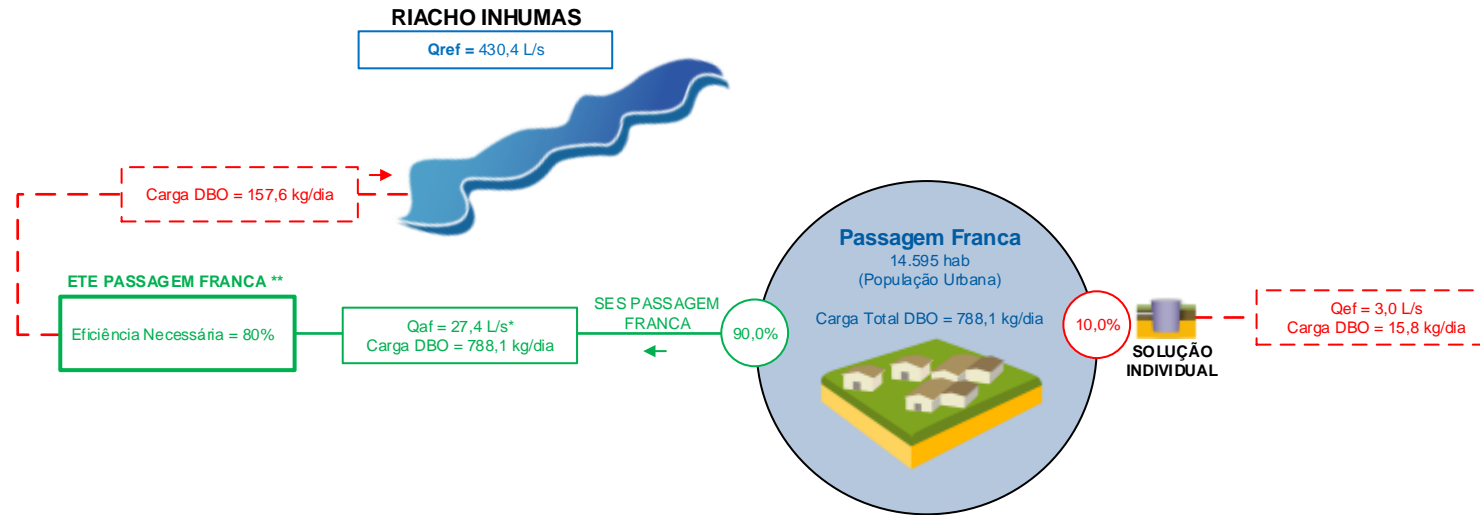 RIACHO INHUMAS
Qref = 430,4 L/s
Carga DBO = 157,6 kg/dia
ETE PASSAGEM FRANCA **
Eficiência Necessária = 80%
Qaf = 27,4 L/s*
Carga DBO = 788,1 kg/dia
SES PASSAGEM
FRANCA
90,0%
Passagem Franca
14.595 hab
(População Urbana)
Carga Total DBO = 788,1 kg/dia
10,0%
SOLUÇÃO
INDIVIDUAL
Qef = 3,0 L/s
Carga DBO = 15,8 kg/dia